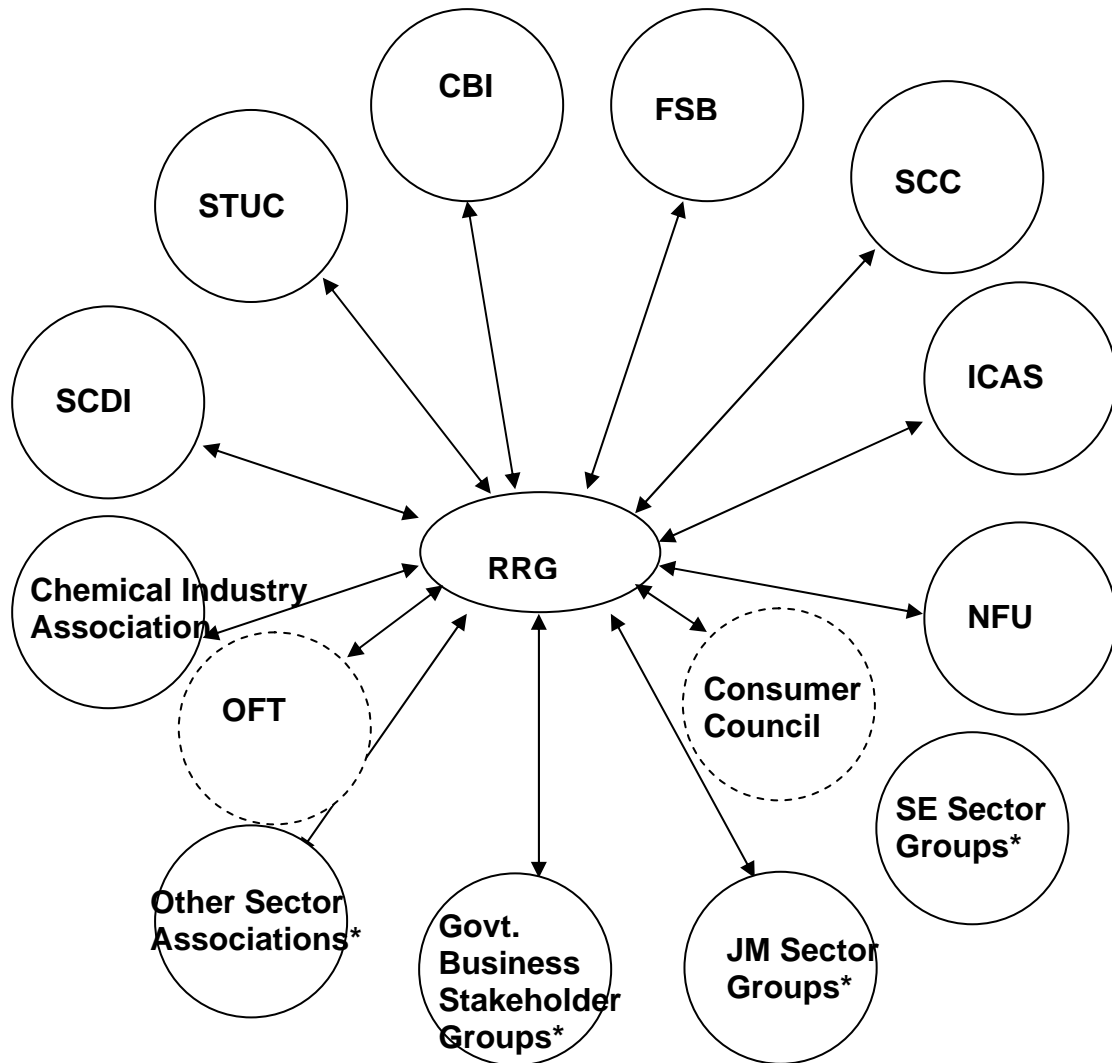 CBI
FSB
STUC
SCC
SCDI
ICAS
RRG
Chemical Industry
Association
NFU
OFT
Consumer
Council
SE Sector
Groups*
Other Sector
Associations*
Govt.
Business
Stakeholder
Groups*
JM Sector
Groups*